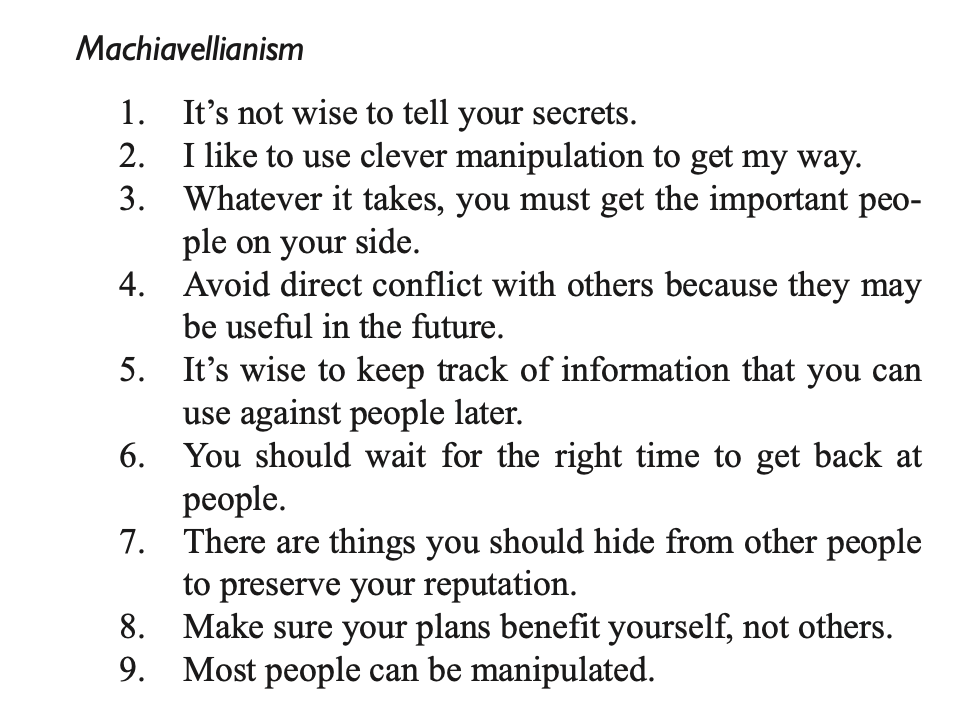 Machiavellianism
1. It's not wise to tell your secrets.
2. I like to use clever manipulation to get my way.
3. Whatever it takes, you must get the important peo-
ple on your side.
4. Avoid direct conflict with others because they may
be useful in the future.
5. It's wise to keep track of information that you can
use against people later.
6. You should wait for the right time to get back at
people.
7. There are things you should hide from other people
to preserve your reputation.
8. Make sure your plans benefit yourself, not others.
9. Most people can be manipulated.